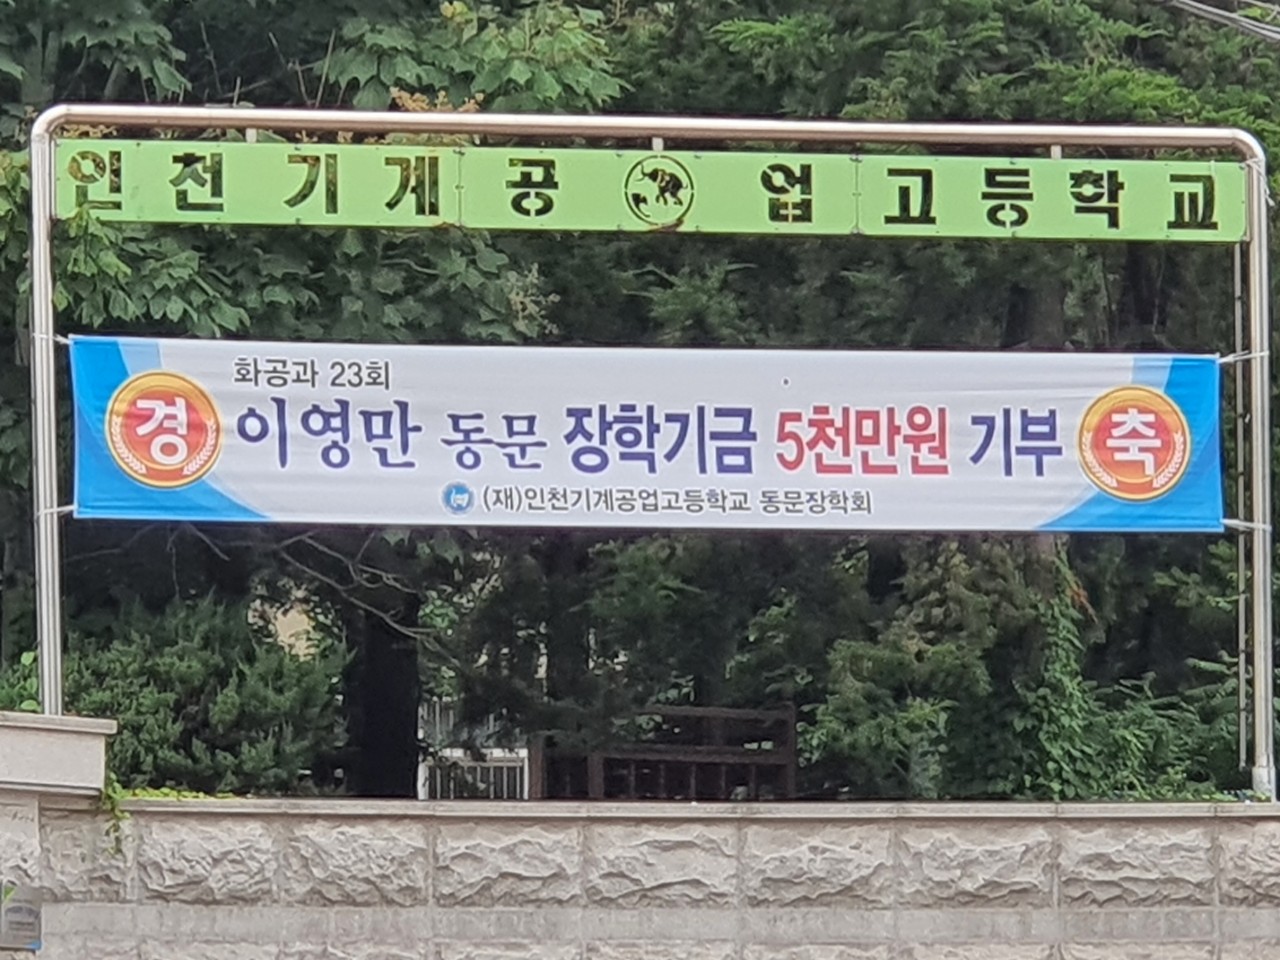 인천기계공업고등학교
화공과 23회
경 이영만 동문 장학기금 5천만원 기부 축
(재)인천기계공업고등학교 동문장학회